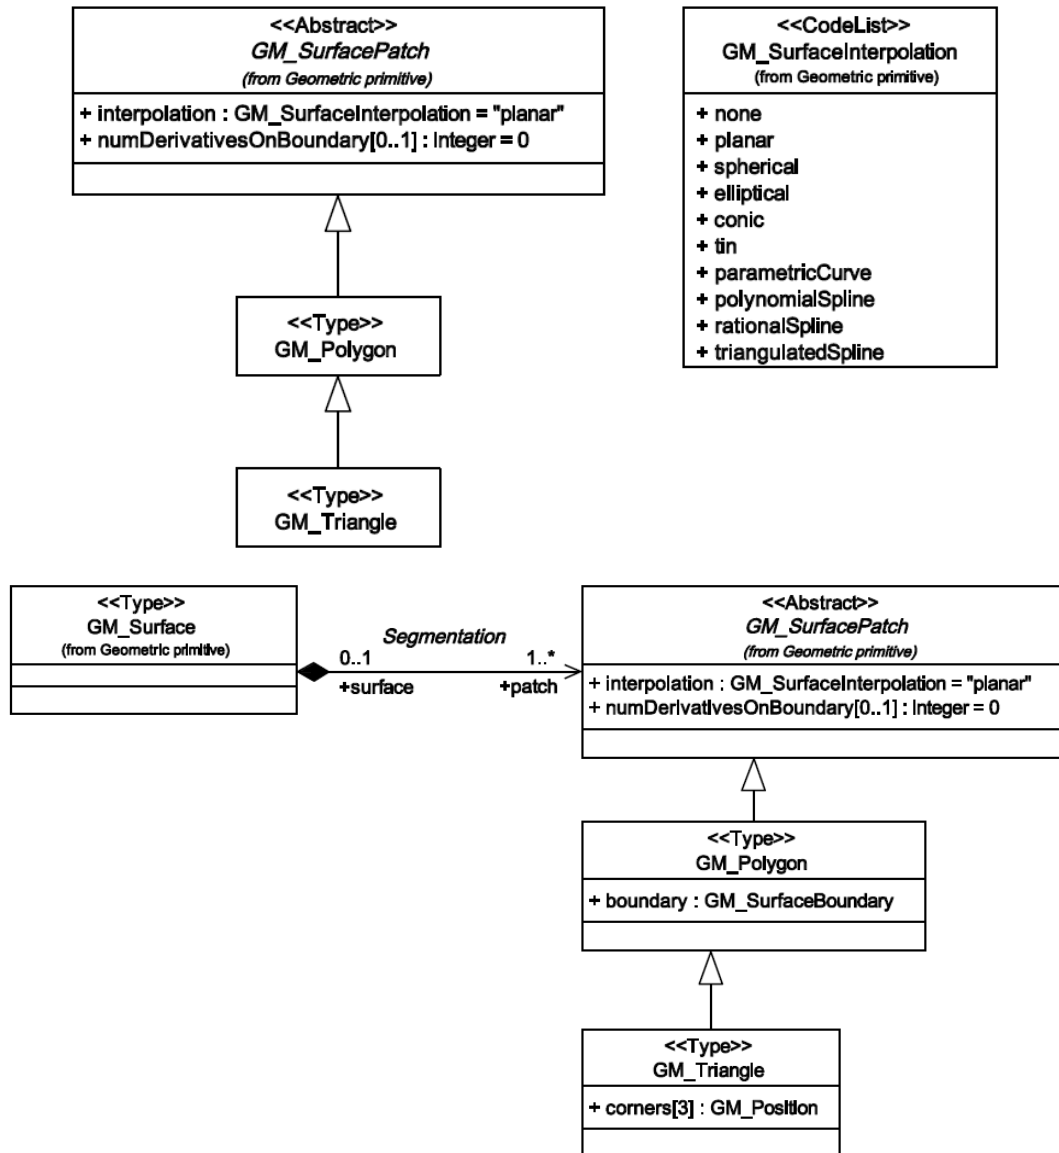 <<Abstract>>
GM_SurfacePatch
(from Geometric primitive)
+ interpolation : GM_SurfaceInterpolation = "planar"
+ numDerivativesOnBoundary[0..1] : Integer = 0
<<CodeList>>
GM_SurfaceInterpolation
(from Geometric primitive)
+ none
+ planar
+ spherical
+ elliptical
+ conic
+ tin
+ parametricCurve
+ polynomialSpline
+ rationalSpline
+ triangulatedSpline
<<Type>>
GM_Polygon
<<Type>>
GM_Triangle
<<Type>>
GM_Surface
(from Geometric primitive)
Segmentation
0..1
1..*
+surface
+patch
<<Abstract>>
GM_SurfacePatch
(from Geometric primitive)
+ interpolation : GM_SurfaceInterpolation = "planar"
+ numDerivativesOnBoundary[0..1] : Integer = 0
<<Type>>
GM_Polygon
+ boundary : GM_SurfaceBoundary
<<Type>>
GM_Triangle
+ corners[3] : GM_Position